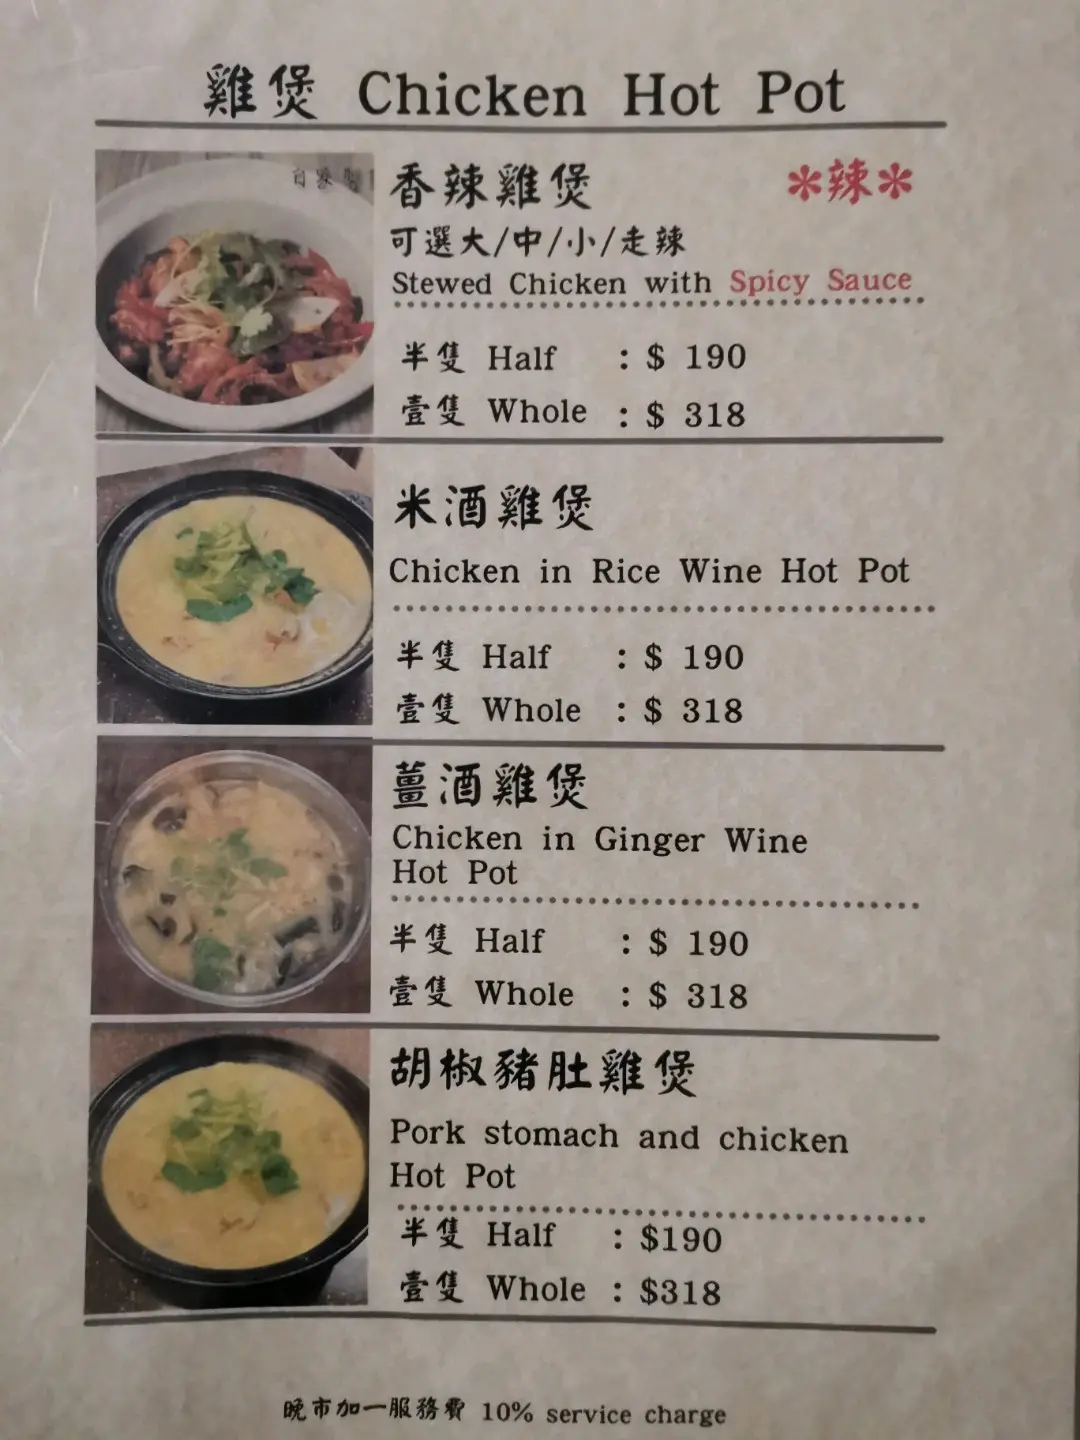 雞煲 Chicken Hot Pot
香辣雞煲 *辣*
可選大/中/小/走辣
Stewed Chicken with Spicy Sauce
半隻 Half : $ 190
壹隻 Whole : $ 318
米酒雞煲
Chicken in Rice Wine Hot Pot
半隻 Half : $ 190
壹隻 Whole : $ 318
薑酒雞煲
Chicken in Ginger Wine
Hot Pot
半隻 Half : $ 190
壹隻 Whole : $ 318
胡椒豬肚雞煲
Pork stomach and chicken
Hot Pot
半隻 Half : $190
壹隻 Whole : $318
晚市加一服務費 10% service charge